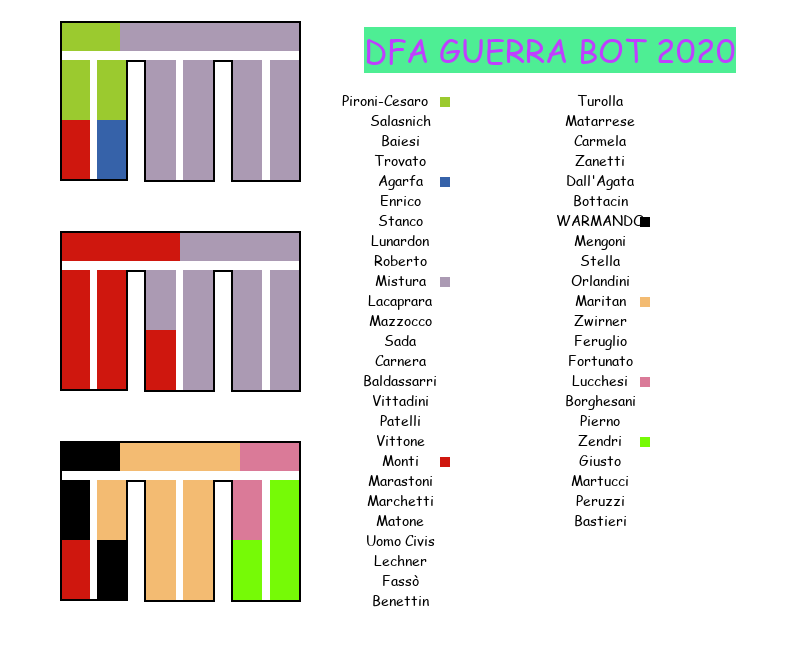 DFA GUERRA BOT 2020
Pironi-Cesaro
Salasnich
Baiesi
Trovato
Agarfa
Enrico
Stanco
Lunardon
Roberto
Mistura
Lacaprara
Mazzocco
Sada
Carnera
Baldassarri
Vittadini
Patelli
Vittone
Monti
Marastoni
Marchetti
Matone
Uomo Civis
Lechner
Fassò
Benettin
Turolla
Matarrese
Carmela
Zanetti
Dall'Agata
Bottacin
WARMANDO
Mengoni
Stella
Orlandini
Maritan
Zwirner
Feruglio
Fortunato
Lucchesi
Borghesani
Pierno
Zendri
Giusto
Martucci
Peruzzi
Bastieri